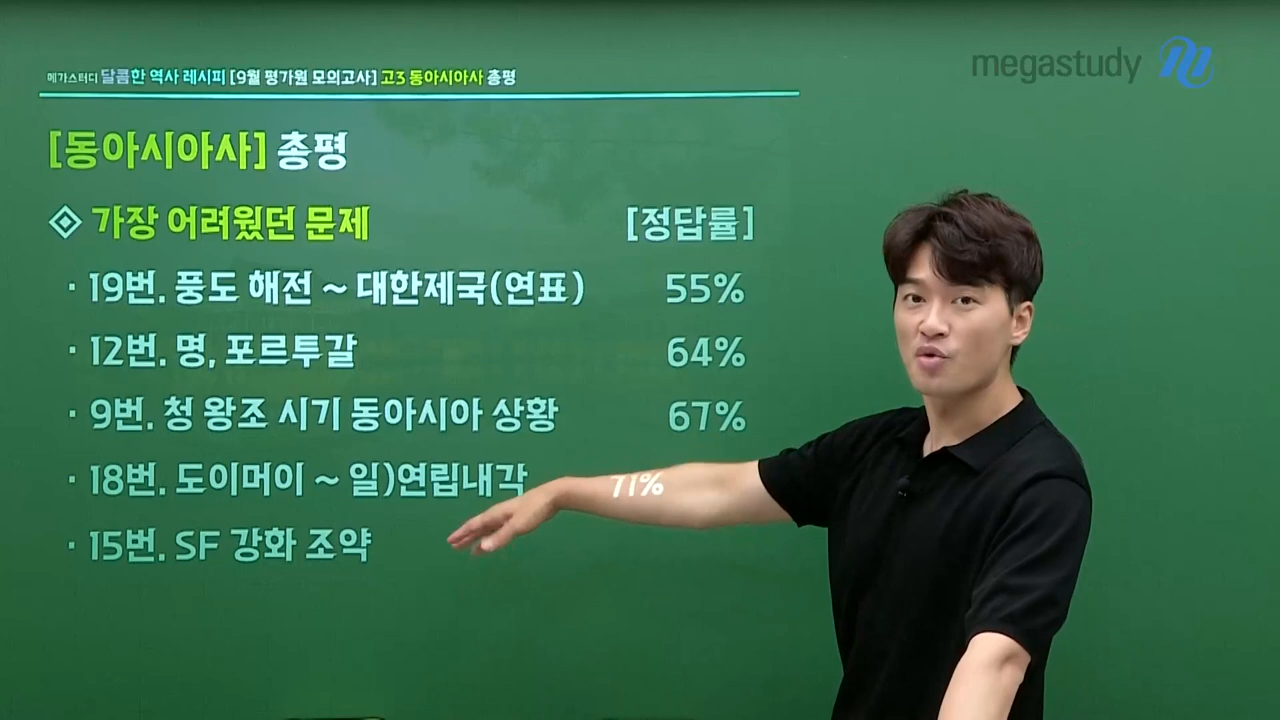 메가스터디 달콤한 역사 레시피 [9월 평가원 모의고사] 고3 동아시아사 총평
megastudy
[동아시아사] 총평
가장 어려웠던 문제 [정답률]
· 19번. 풍도 해전 ~ 대한제국(연표) 55%
· 12번. 명, 포르투갈 64%
· 9번. 청 왕조 시기 동아시아 상황 67%
· 18번. 도이머이 ~ 일)연립내각 71%
· 15번. SF 강화 조약